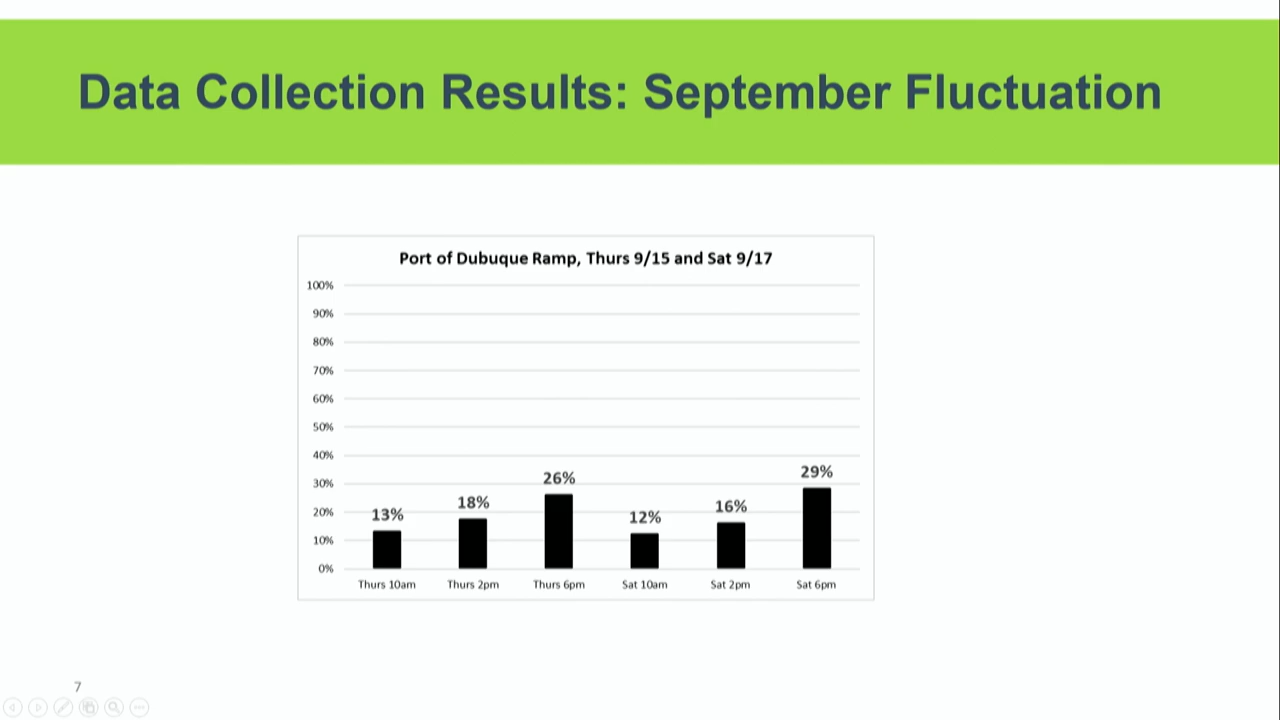 Data Collection Results: September Fluctuation
Port of Dubuque Ramp, Thurs 9/15 and Sat 9/17
100%
90%
80%
70%
60%
50%
40%
30%
20%
10%
0%
13%
18%
26%
12%
16%
29%
Thurs 10am
Thurs 2pm
Thurs 6pm
Sat 10am
Sat 2pm
Sat 6pm
7